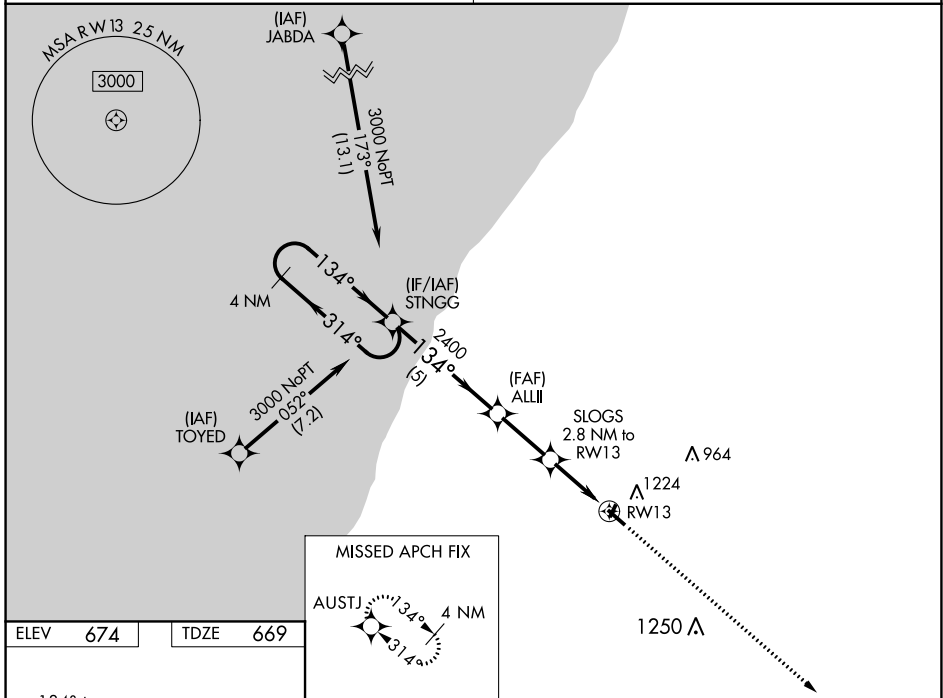 MSA RW13 25 NM
3000
(IAF)
JABDA
3000 NoPT
173°
(13.1)
134°
4 NM
314°
(IF/IAF)
STNGG
2400
134°
(5)
3000 NoPT
052°
(7.2)
(IAF)
TOYED
(FAF)
ALLII
SLOGS
2.8 NM to
RW13
964
1224
RW13
1250
MISSED APCH FIX
AUSTJ
134°
4 NM
314°
ELEV 674
TDZE 669